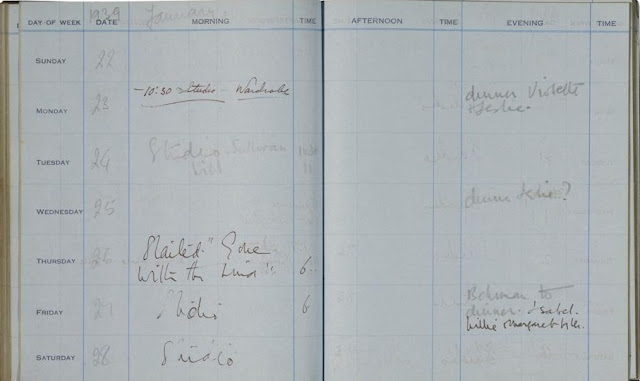 1939 January
DAY OF WEEK DATE MORNING TIME AFTERNOON TIME EVENING TIME
SUNDAY 22
MONDAY 23 -10:30 Studio - Wardrobe dinner Violette
& Leslie.
TUESDAY 24 Studio Sullivan
11
WEDNESDAY 25 dinner Leslie?
THURSDAY 26 Started "Gone
With the Wind" 6
FRIDAY 27 Studio 6 to
dinner. Isabel.
Willie Margaret
SATURDAY 28 Studio